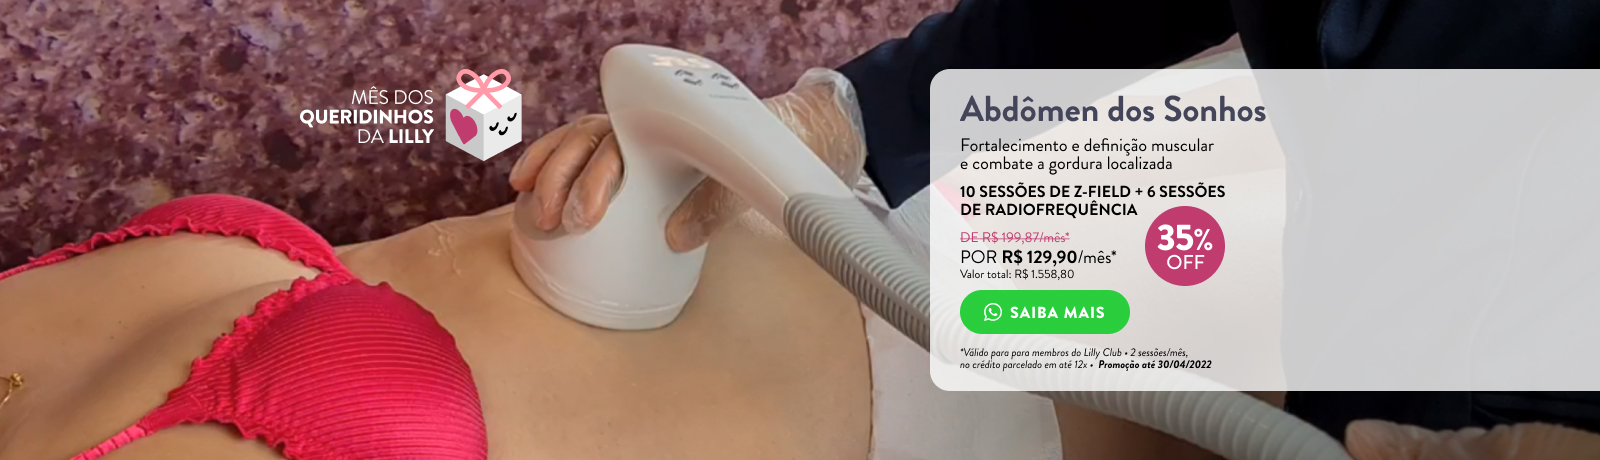 MÊS DOS
QUERIDINHOS
DA LILLY
Abdômen dos Sonhos
Fortalecimento e definição muscular
e combate a gordura localizada
10 SESSÕES DE Z-FIELD + 6 SESSÕES
DE RADIOFREQUÊNCIA
DE R$ 199,87/mês*
POR R$ 129,90/mês*
Valor total: R$ 1.558,80
35%
OFF
SAIBA MAIS
*Válido para para membros do Lilly Club • 2 sessões/mês,
no crédito parcelado em até 12x • Promoção até 30/04/2022